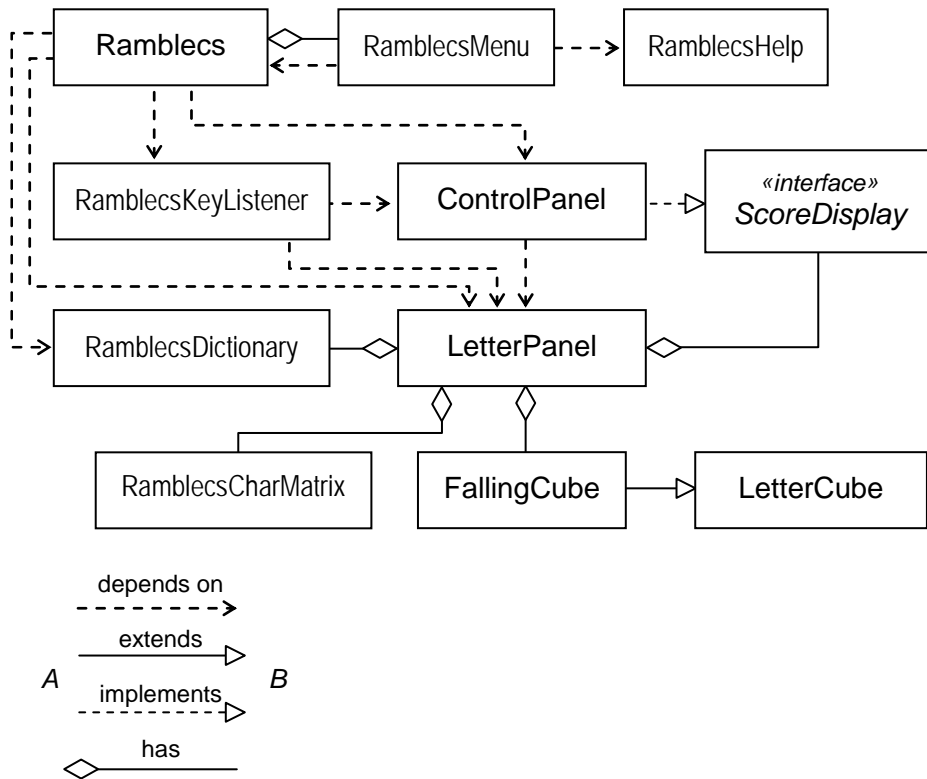 Ramblecs
RamblecsMenu
RamblecsHelp
RamblecsKeyListener
ControlPanel
«interface»
ScoreDisplay
RamblecsDictionary
LetterPanel
RamblecsCharMatrix
FallingCube
LetterCube
depends on
extends
A
B
implements
has